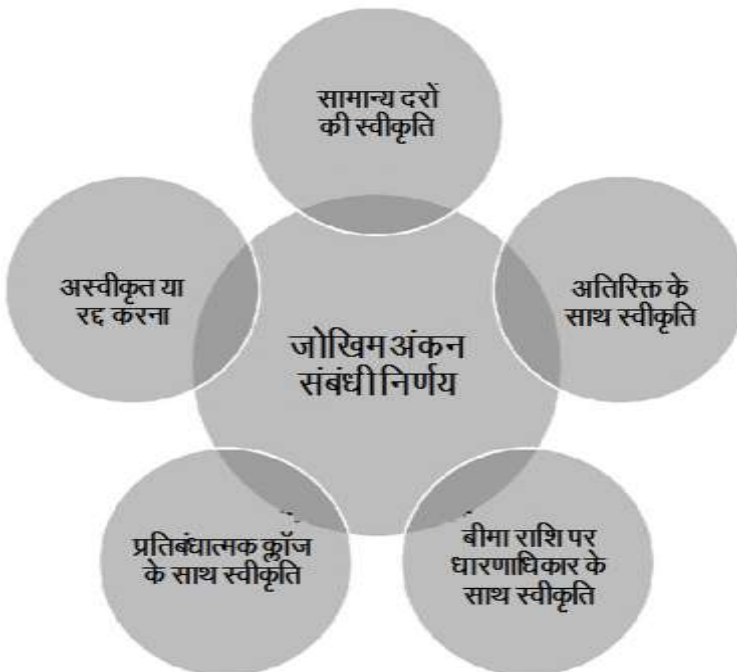 सामान्य दरों
की स्वीकृति
अस्वीकृत या
रद्द करना
अतिरिक्त के
साथ स्वीकृति
जोखिम अंकन
संबंधी निर्णय
प्रतिबंधात्मक क्लॉज
के साथ स्वीकृति
बीमा राशि पर
धारणाधिकार के
साथ स्वीकृति